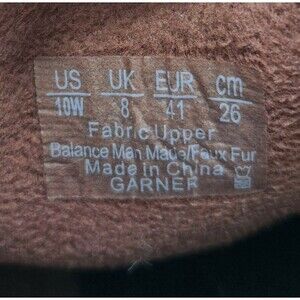 US UK EUR cm
10W 8 41 26
Fabric Upper
Balance Man Made/Faux Fur
Made in China
GARNER